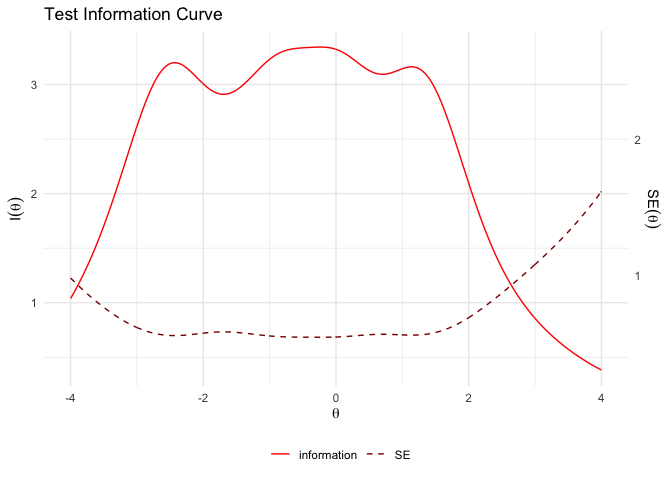 Test Information Curve
I(θ)
3
2
1
SE(θ)
2
1
-4 -2 0 2 4
θ
information SE